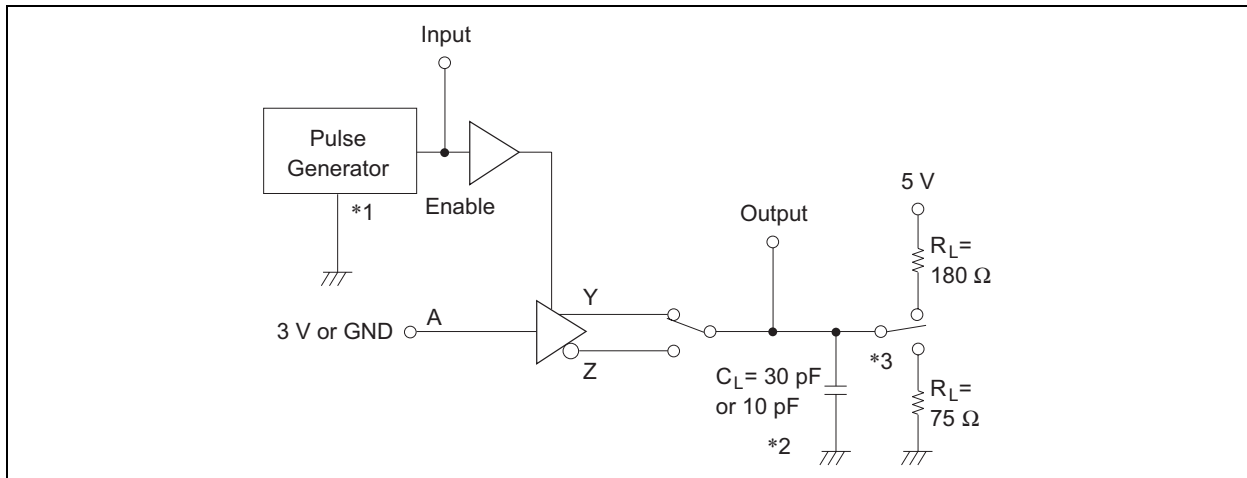 Input
Pulse
Generator
*1
Enable
5 V
Output
R_L=
180 Ω
Y
3 V or GND
A
Z
*3
C_L= 30 pF
or 10 pF
R_L=
75 Ω
*2